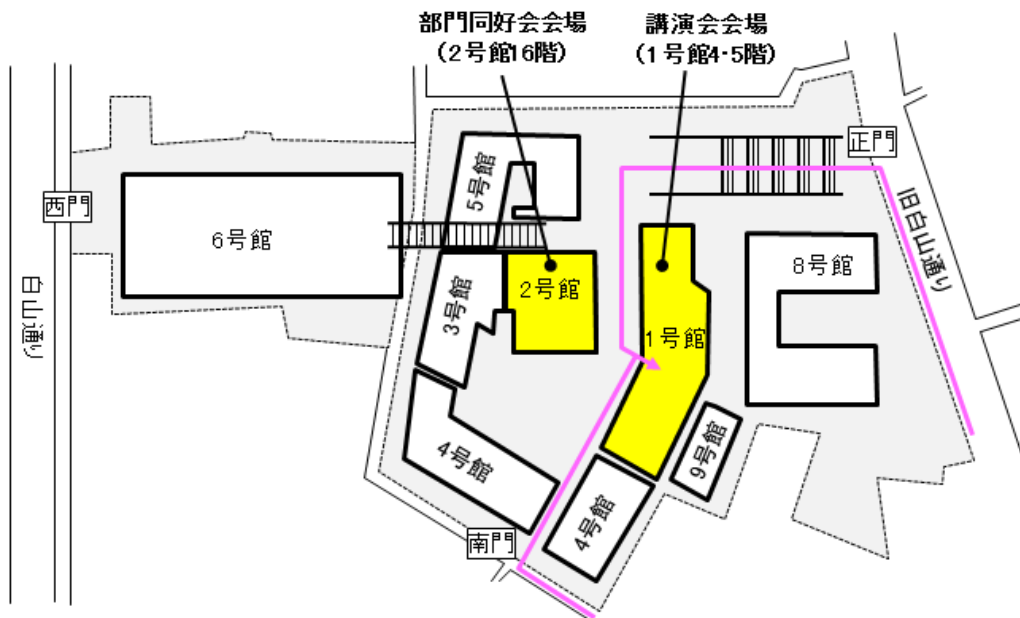 部門同好会会場
(2号館16階)
講演会会場
(1号館4・5階)
正門
5号館
西門
6号館
旧白山通り
8号館
2号館
3号館
白山通り
1号館
9号館
4号館
4号館
南門